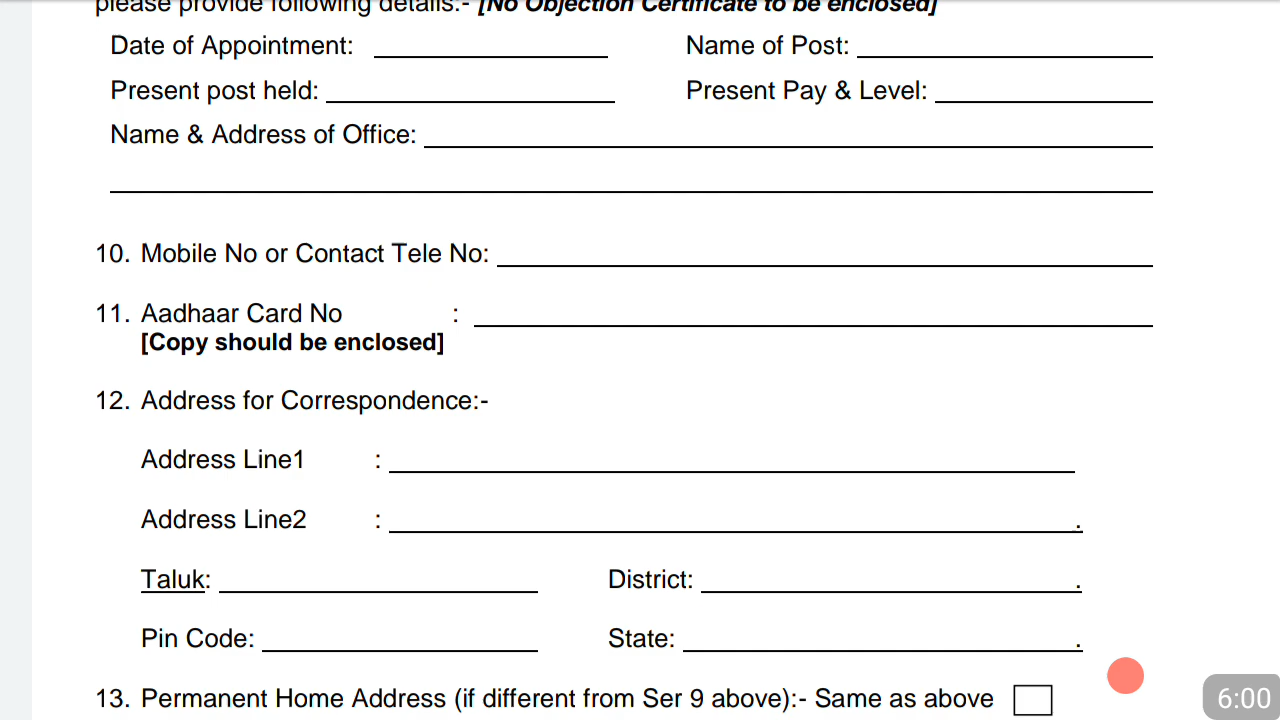 please provide following details:- [No Objection Certificate to be enclosed]
Date of Appointment: Name of Post:
Present post held: Present Pay & Level:
Name & Address of Office:
10. Mobile No or Contact Tele No:
11. Aadhaar Card No :
[Copy should be enclosed]
12. Address for Correspondence:-
Address Line1 :
Address Line2 : .
Taluk: District: .
Pin Code: State: .
13. Permanent Home Address (if different from Ser 9 above):- Same as above
6:00